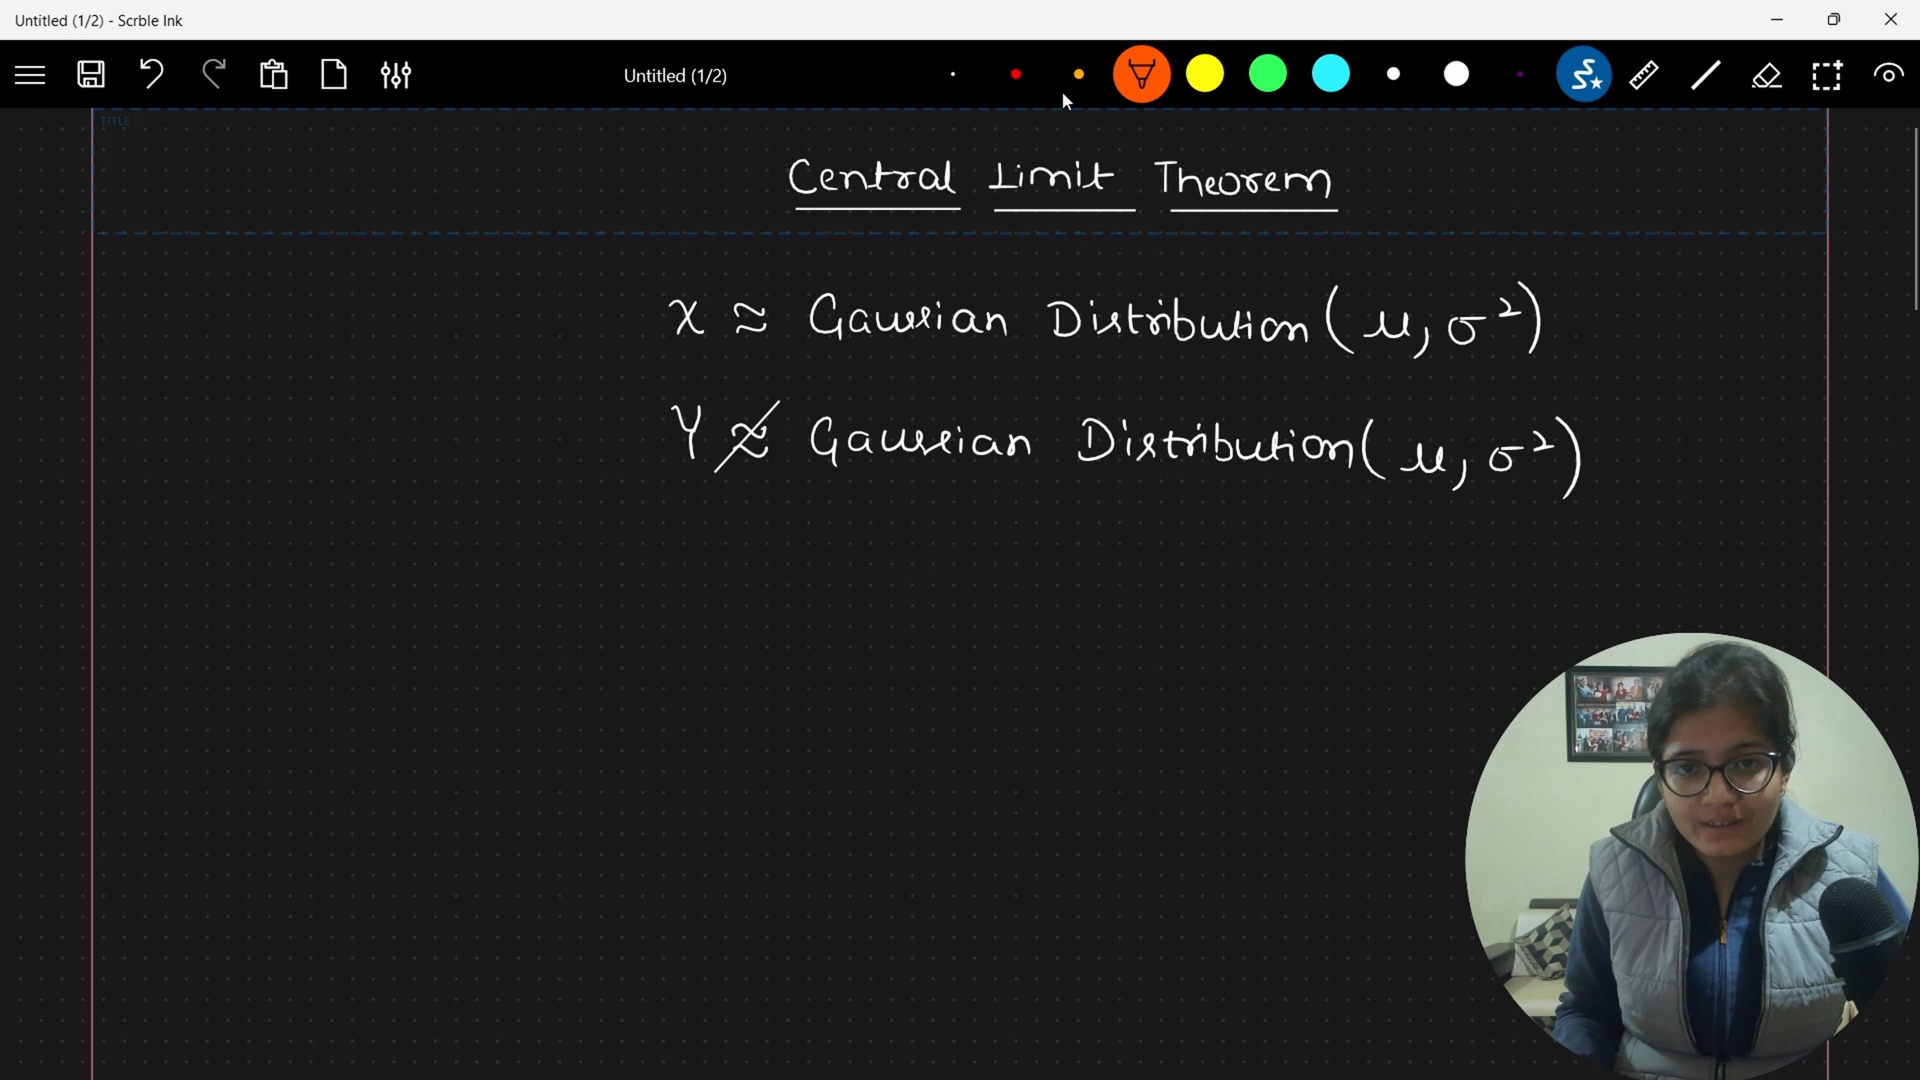 Untitled (1/2) - Scrble Ink
Untitled (1/2)
TITLE
Central Limit Theorem
X ≈ Gaussian Distribution (μ, σ²)
Y ≉ Gaussian Distribution (μ, σ²)